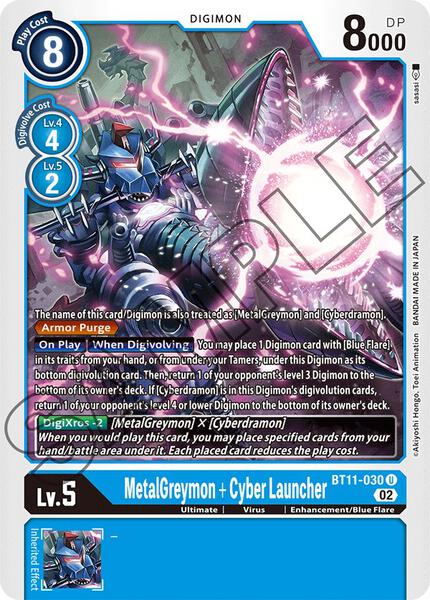 Play Cost
8
DIGIMON
DP
8000
Digivolve Cost
Lv.4
4
Lv.5
2
sasasi
SAMPLE
The name of this card/Digimon is also treated as [MetalGreymon] and [Cyberdramon].
Armor Purge
On Play When Digivolving You may place 1 Digimon card with [Blue Flare]
in its traits from your hand, or from under your Tamers, under this Digimon as its
bottom digivolution card. Then, return 1 of your opponent's level 3 Digimon to the
bottom of its owner's deck. If [Cyberdramon] is in this Digimon's digivolution cards,
return 1 of your opponent's level 4 or lower Digimon to the bottom of its owner's deck.
DigiXros -2 [MetalGreymon] × [Cyberdramon]
When you would play this card, you may place specified cards from your
hand/battle area under it. Each placed card reduces the play cost.
©Akiyoshi Hongo, Toei Animation BANDAI MADE IN JAPAN
Lv.5
MetalGreymon + Cyber Launcher
BT11-030 U
02
Ultimate | Virus | Enhancement/Blue Flare
Inherited Effect
–